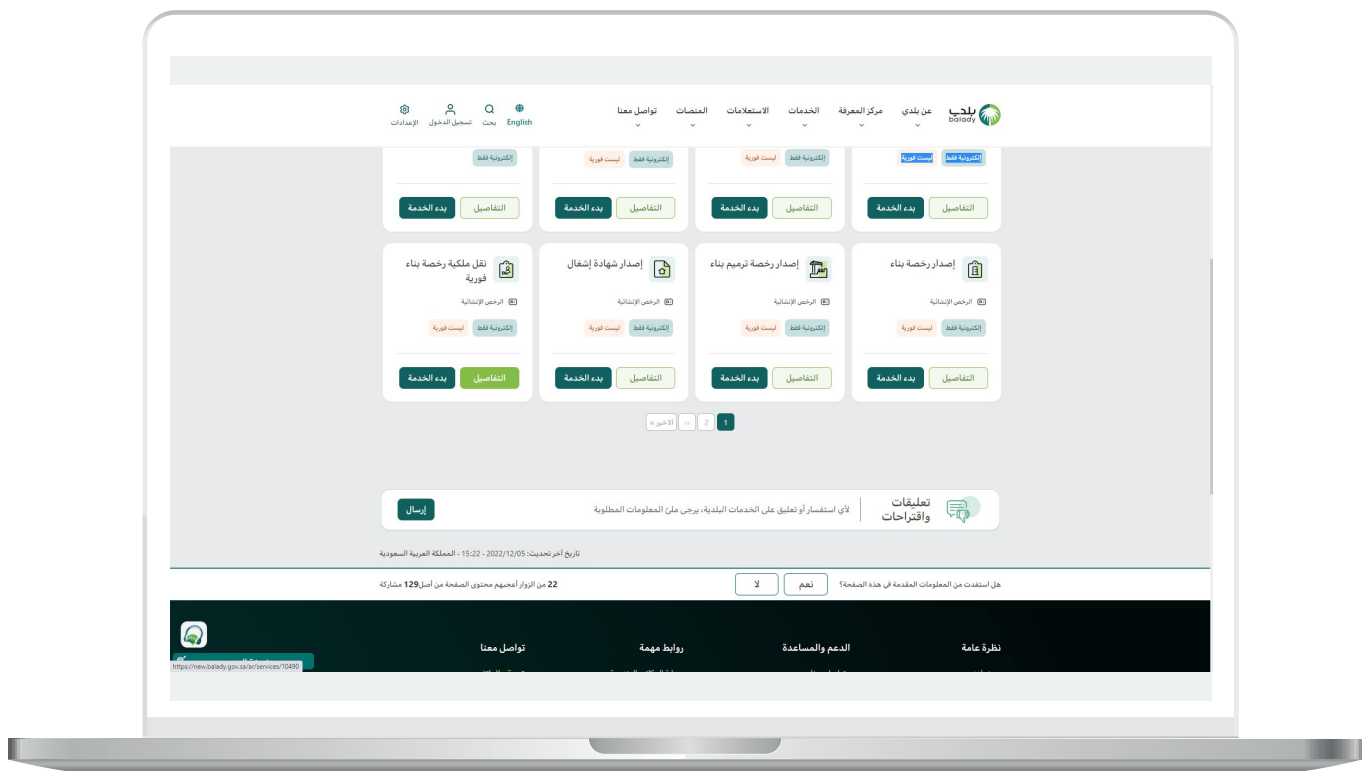 بلدي
balady
عن بلدي
مركز المعرفة
الخدمات
الاستعلامات
المنصات
تواصل معنا
English
بحث
تسجيل الدخول
الإعدادات
إلكترونية فقط ليست فورية
إلكترونية فقط ليست فورية
إلكترونية فقط ليست فورية
إلكترونية فقط
التفاصيل بدء الخدمة
التفاصيل بدء الخدمة
التفاصيل بدء الخدمة
التفاصيل بدء الخدمة
إصدار رخصة بناء
الرخص الإنشائية
إلكترونية فقط ليست فورية
التفاصيل بدء الخدمة
إصدار رخصة ترميم بناء
الرخص الإنشائية
إلكترونية فقط ليست فورية
التفاصيل بدء الخدمة
إصدار شهادة إشغال
الرخص الإنشائية
إلكترونية فقط ليست فورية
التفاصيل بدء الخدمة
نقل ملكية رخصة بناء
فورية
الرخص الإنشائية
إلكترونية فقط ليست فورية
التفاصيل بدء الخدمة
1 2 ›› الاخير »
تعليقات
واقتراحات
لأي استفسار أو تعليق على الخدمات البلدية، يرجى ملئ المعلومات المطلوبة
إرسال
تاريخ أخر تحديث: 2022/12/05 - 15:22 - المملكة العربية السعودية
هل استفدت من المعلومات المقدمة في هذه الصفحة؟
نعم
لا
22 من الزوار أعجبهم محتوى الصفحة من أصل129 مشاركة
نظرة عامة
الدعم والمساعدة
روابط مهمة
تواصل معنا
https://new.balady.gov.sa/ar/services/10490